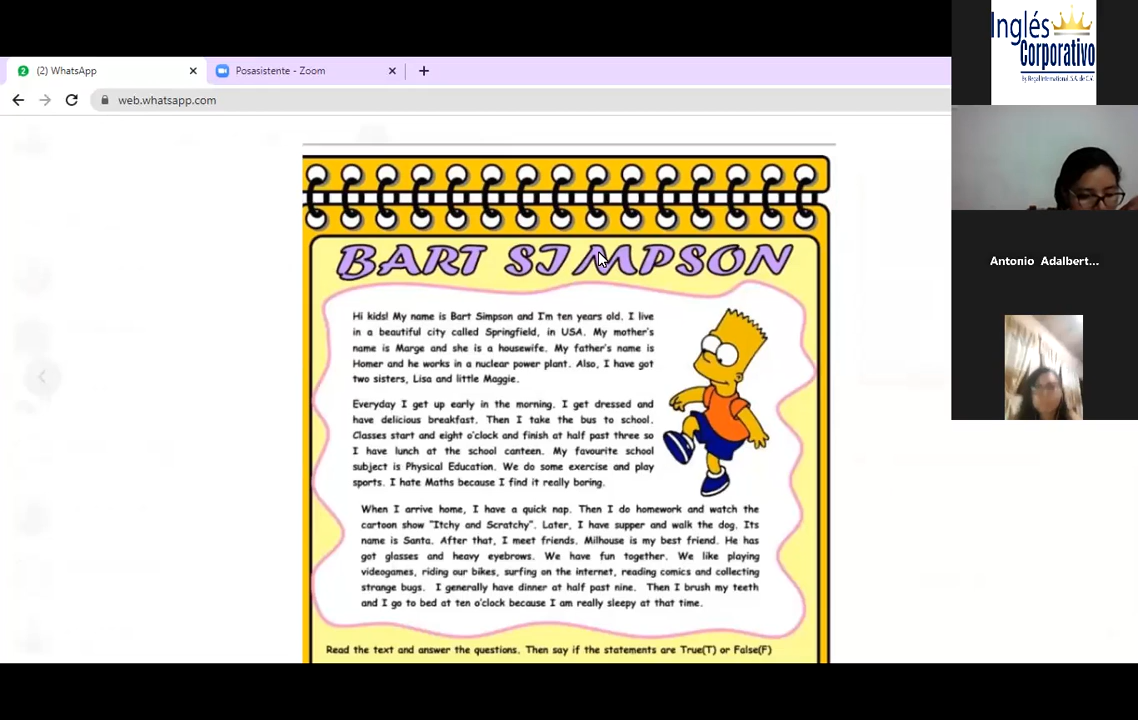 (2) WhatsApp
Posasistente - Zoom
web.whatsapp.com
Inglés
Corporativo
Antonio Adalbert...
BART SIMPSON
Hi kids! My name is Bart Simpson and I'm ten years old. I live
in a beautiful city called Springfield, in USA. My mother's
name is Marge and she is a housewife. My father's name is
Homer and he works in a nuclear power plant. Also, I have got
two sisters, Lisa and little Maggie.
Everyday I get up early in the morning. I get dressed and
have delicious breakfast. Then I take the bus to school.
Classes start and eight o'clock and finish at half past three so
I have lunch at the school canteen. My favourite school
subject is Physical Education. We do some exercise and play
sports. I hate Maths because I find it really boring.
When I arrive home, I have a quick nap. Then I do homework and watch the
cartoon show "Itchy and Scratchy". Later, I have supper and walk the dog. Its
name is Santa. After that, I meet friends. Milhouse is my best friend. He has
got glasses and heavy eyebrows. We have fun together. We like playing
videogames, riding our bikes, surfing on the internet, reading comics and collecting
strange bugs. I generally have dinner at half past nine. Then I brush my teeth
and I go to bed at ten o'clock because I am really sleepy at that time.
Read the text and answer the questions. Then say if the statements are True(T) or False(F)